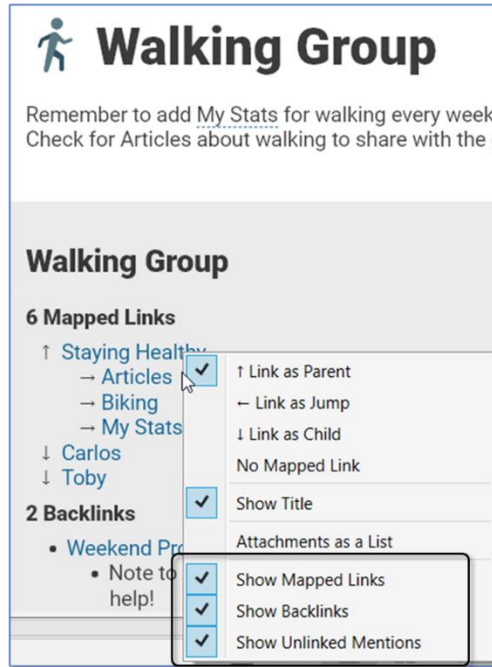 Walking Group
Remember to add My Stats for walking every week
Check for Articles about walking to share with the
Walking Group
6 Mapped Links
↑ Staying Healthy
→ Articles
→ Biking
→ My Stats
↓ Carlos
↓ Toby
2 Backlinks
• Weekend Pro
• Note to
help!
↑ Link as Parent
← Link as Jump
↓ Link as Child
No Mapped Link
Show Title
Attachments as a List
Show Mapped Links
Show Backlinks
Show Unlinked Mentions